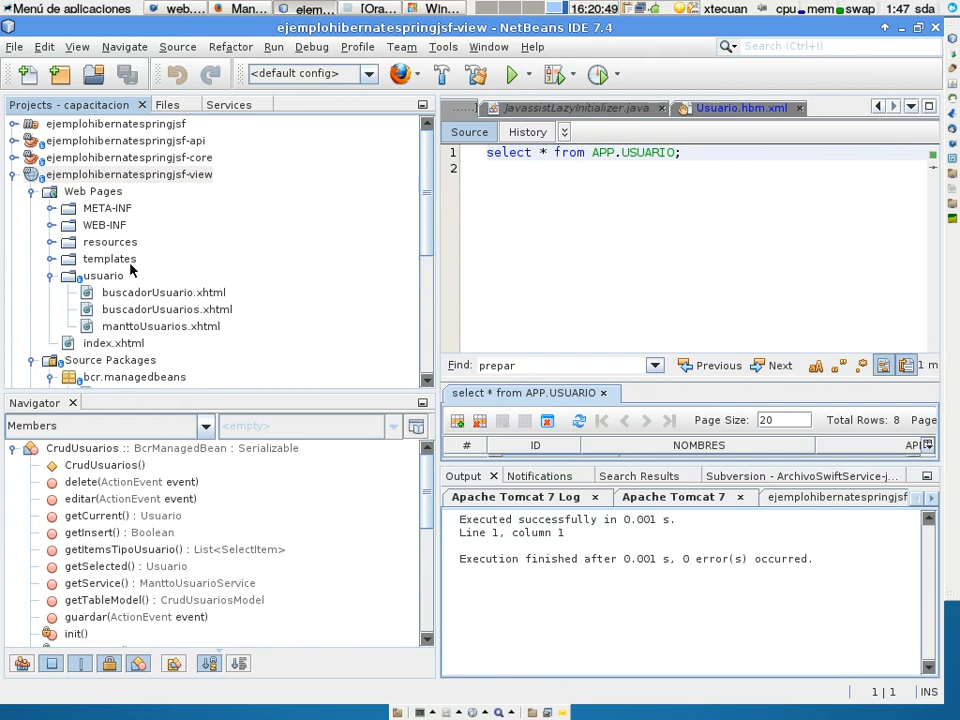 Menú de aplicaciones web.... Man... elem... [Ora... Win... 16:20:49 xtecuan cpu mem swap 1:47 sda
ejemplohibernatespringjsf-view - NetBeans IDE 7.4
File Edit View Navigate Source Refactor Run Debug Profile Team Tools Window Help Search (Ctrl+I)
<default config>
Projects - capacitacion Files Services
......] JavassistLazyInitializer.java Usuario.hbm.xml
Source History
ejemplohibernatespringjsf
ejemplohibernatespringjsf-api
ejemplohibernatespringjsf-core
ejemplohibernatespringjsf-view
Web Pages
META-INF
WEB-INF
resources
templates
usuario
buscadorUsuario.xhtml
buscadorUsuarios.xhtml
manttoUsuarios.xhtml
index.xhtml
Source Packages
bcr.managedbeans
1 select * from APP.USUARIO;
2
Find: prepar Previous Next 1 m
select * from APP.USUARIO
Page Size: 20 Total Rows: 8 Page
# ID NOMBRES
Navigator
Members <empty>
CrudUsuarios :: BcrManagedBean : Serializable
CrudUsuarios()
delete(ActionEvent event)
editar(ActionEvent event)
getCurrent() : Usuario
getInsert() : Boolean
getItemsTipoUsuario() : List<SelectItem>
getSelected() : Usuario
getService() : ManttoUsuarioService
getTableModel() : CrudUsuariosModel
guardar(ActionEvent event)
init()
Output Notifications Search Results Subversion - ArchivoSwiftService-j...
Apache Tomcat 7 Log Apache Tomcat 7 ejemplohibernatespringjsf
Executed successfully in 0.001 s.
Line 1, column 1
Execution finished after 0.001 s, 0 error(s) occurred.
1 | 1 INS